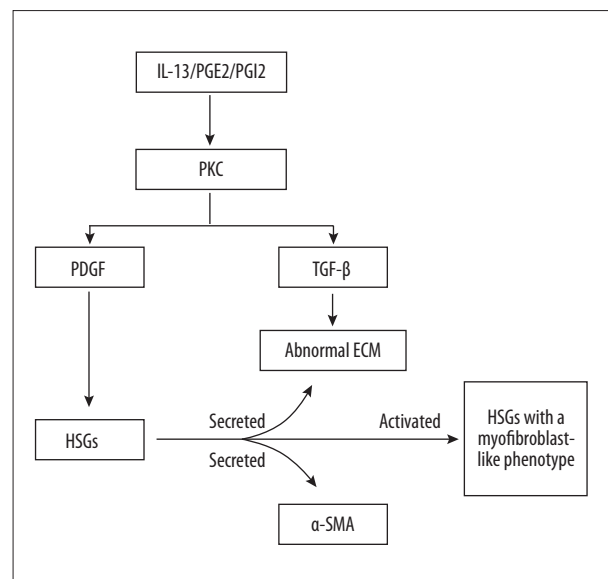 IL-13/PGE2/PGI2
PKC
PDGF
TGF-β
Abnormal ECM
Secreted
Activated
HSGs
Secreted
HSGs with a
myofibroblast-
like phenotype
α-SMA